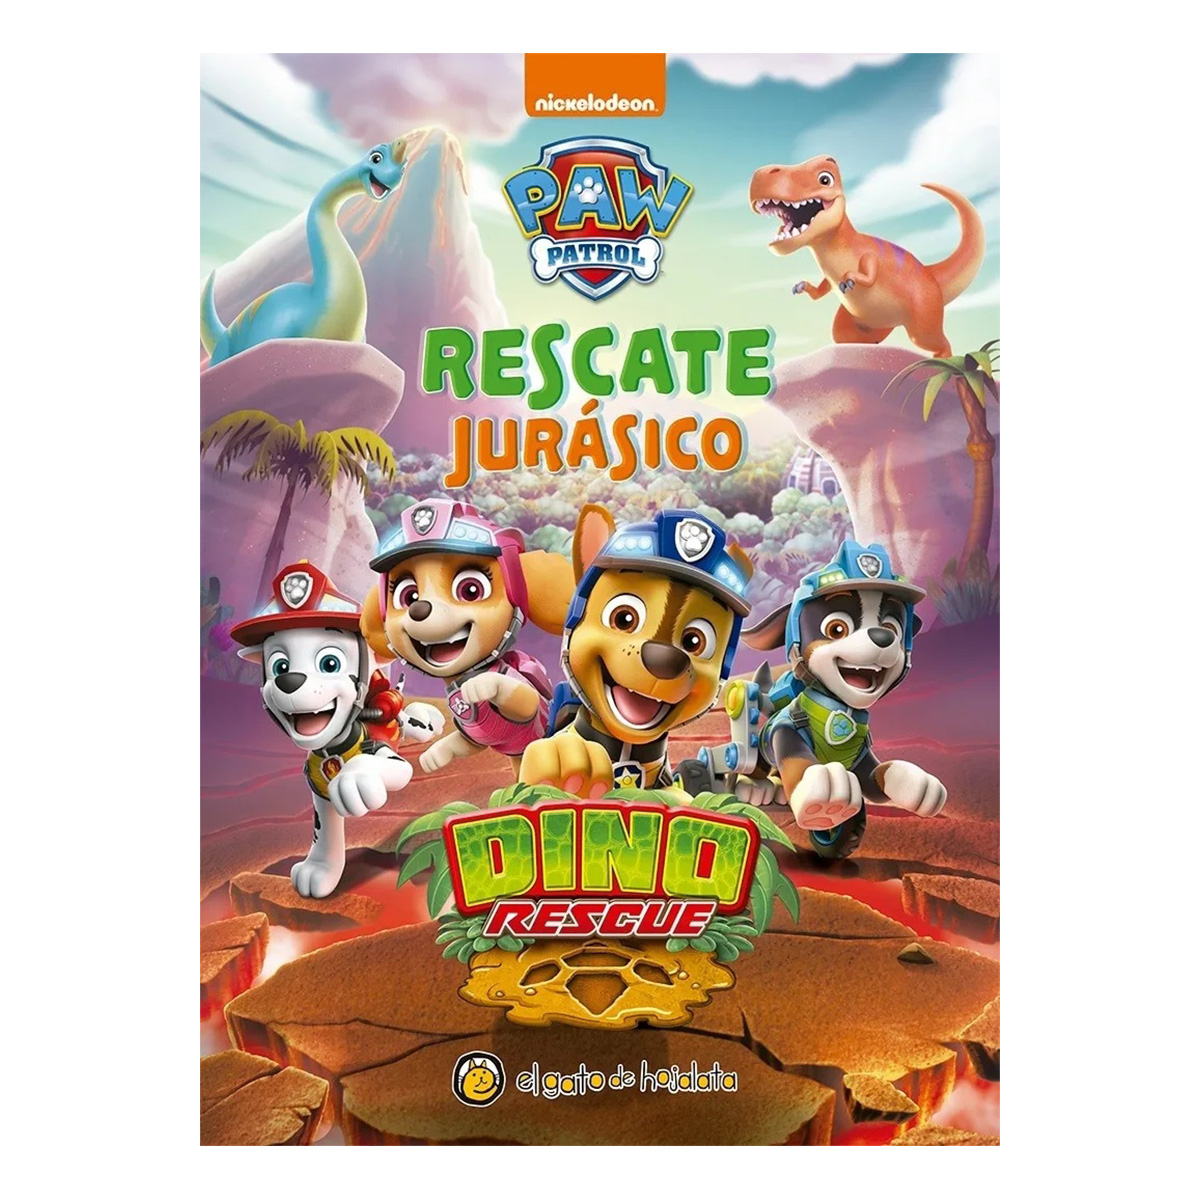 nickelodeon
PAW
PATROL
RESCATE
JURÁSICO
DINO
RESCUE
el gato de hojalata